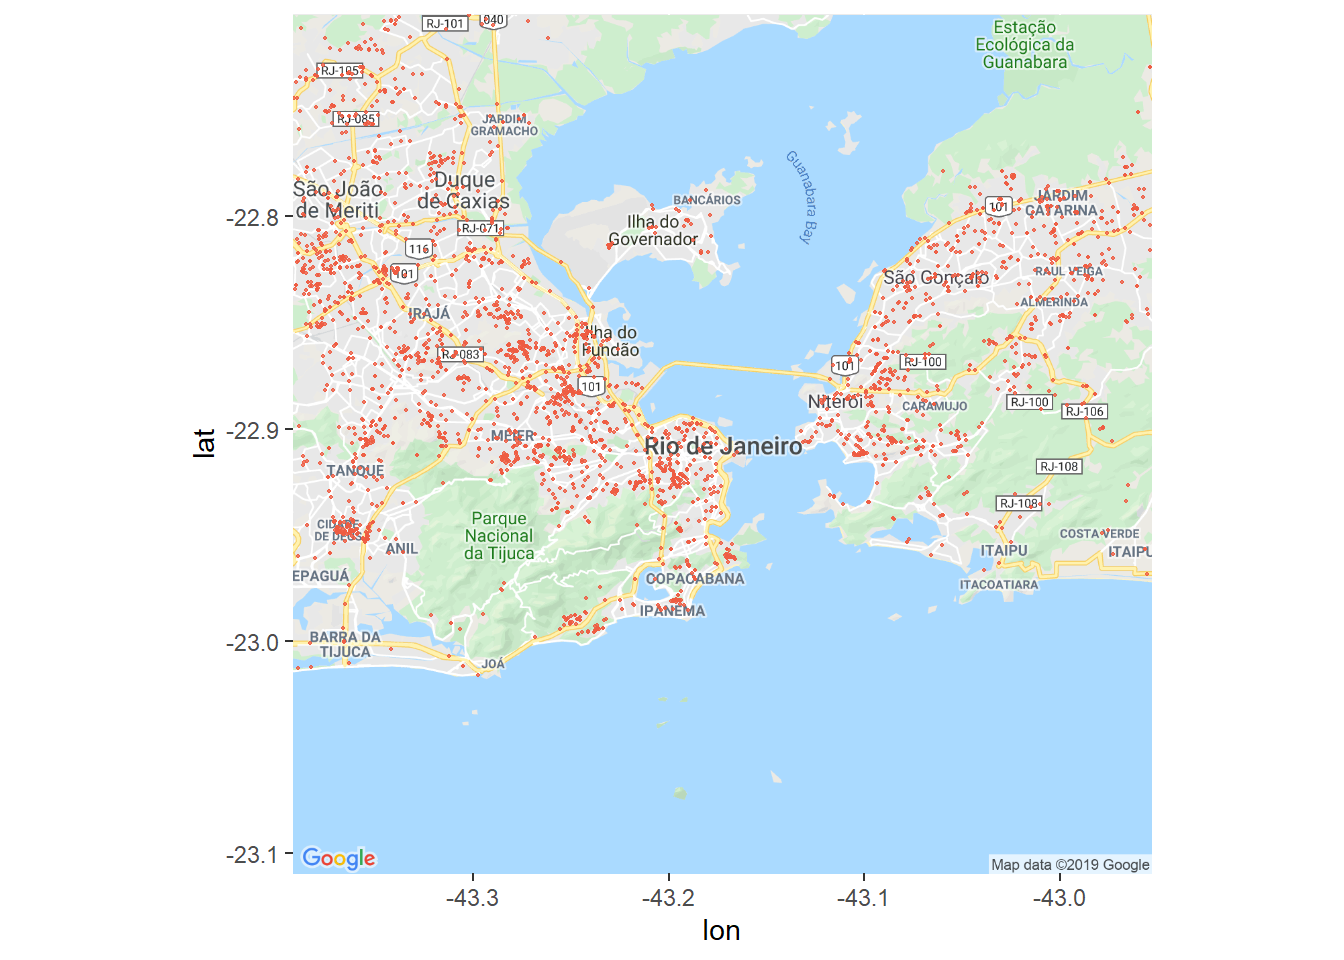 RJ-101
040
Estação
Ecológica da
Guanabara
RJ-105
RJ-085
JARDIM
GRAMACHO
Guanabara Bay
São João
de Meriti
Duque
de Caxias
BANCÁRIOS
JARDIM
CATARINA
101
-22.8
RJ-071
Ilha do
Governador
116
101
São Gonçalo
RAUL VEIGA
ALMERINDA
IRAJÁ
Ilha do
Fundão
RJ-083
101
RJ-100
101
Niterói
CARAMUJO
RJ-100
RJ-106
lat
-22.9
MÉIER
Rio de Janeiro
TANQUE
RJ-108
RJ-108
Parque
Nacional
da Tijuca
CIDADE
DE DEUS
COSTA VERDE
ANIL
ITAIPU
ITAIPU
EPAGUÁ
COPACABANA
ITACOATIARA
IPANEMA
-23.0
BARRA DA
TIJUCA
JOÁ
-23.1
Google
Map data ©2019 Google
-43.3
-43.2
-43.1
-43.0
lon